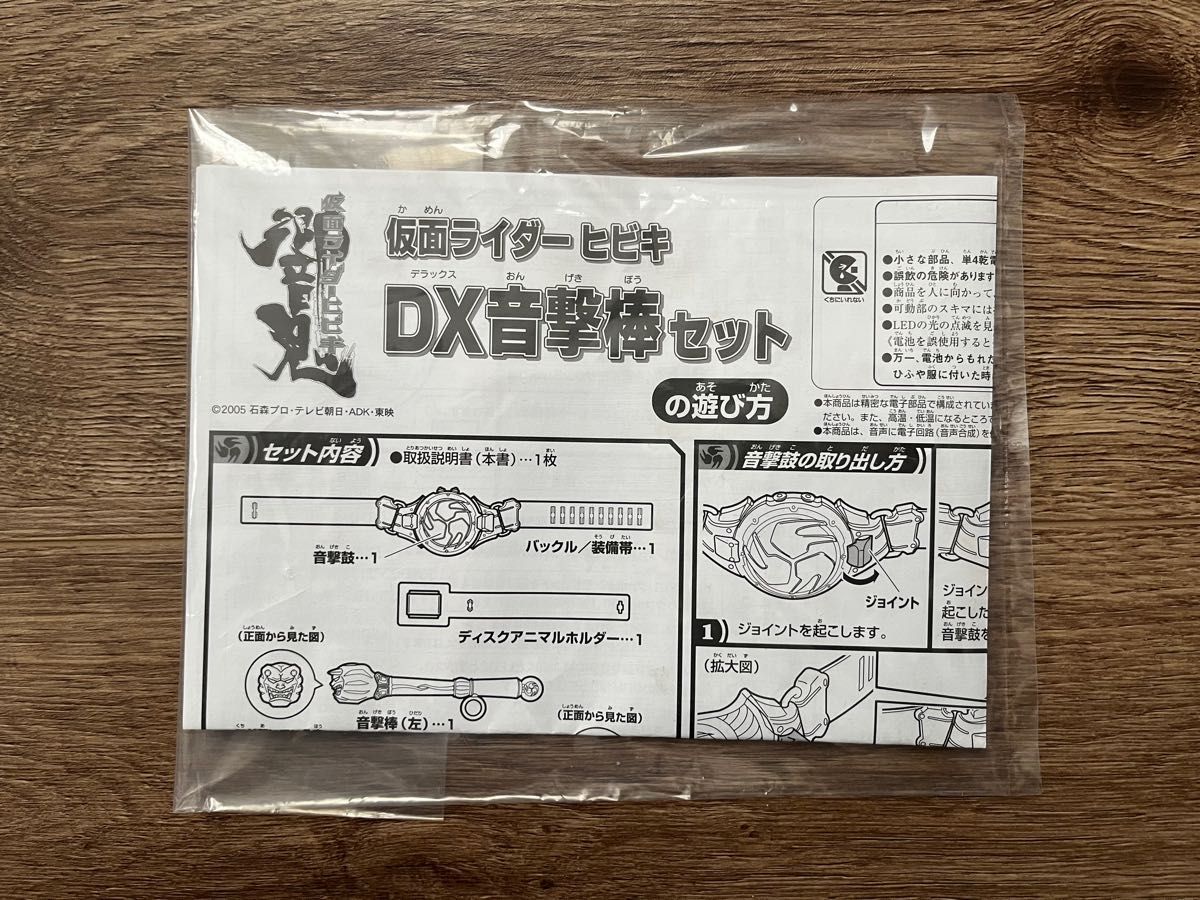 仮面ライダーヒビキ
響鬼
仮面ライダーヒビキ
DX音撃棒セット
の遊び方
©2005 石森プロ・テレビ朝日・ADK・東映
くちにいれない
●小さな部品、単4乾電
●誤飲の危険があります
●商品を人に向かって、
●可動部のスキマには
●LEDの光の点滅を見
《電池を誤使用すると
●万一、電池からもれた
ひふや服に付いた時
●本商品は精密な電子部品で構成されてい
ださい。また、高温・低温になるところで
●本商品は、音声に電子回路(音声合成)を
セット内容
●取扱説明書(本書)…1枚
音撃鼓…1
バックル/装備帯…1
ディスクアニマルホルダー…1
(正面から見た図)
音撃棒(左)…1
(正面から見た図)
音撃鼓の取り出し方
ジョイント
1 ジョイントを起こします。
ジョイン
起こした
音撃鼓を
(拡大図)